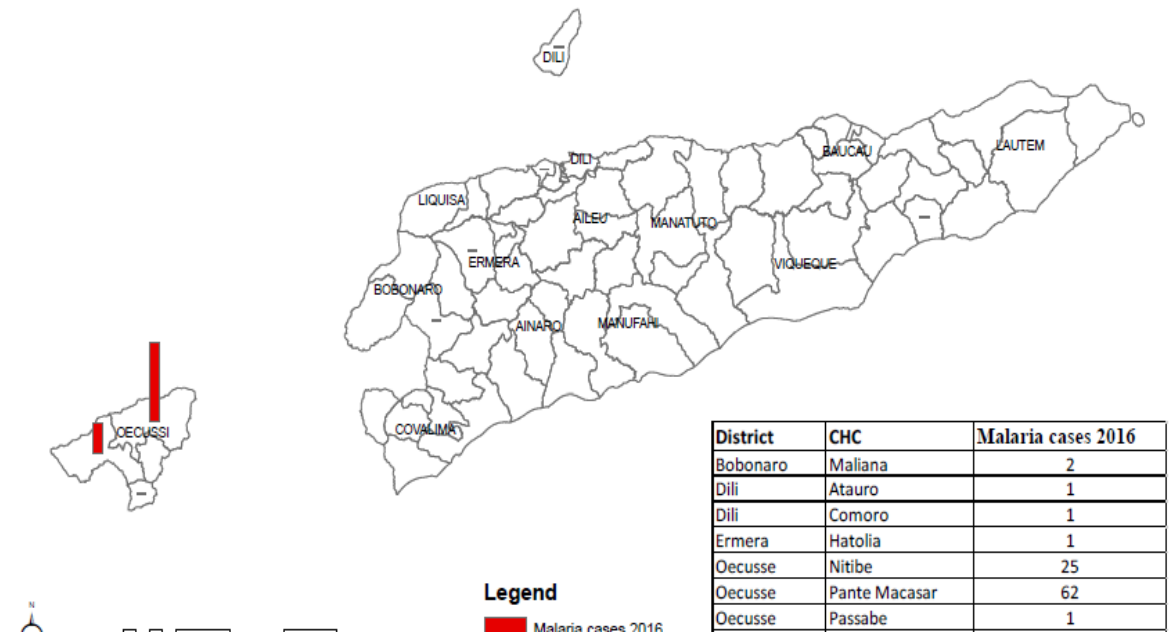 DILI
DILI
BAUCAU
LAUTEM
LIQUISA
AILEU
MANATUTO
ERMERA
VIQUEQUE
BOBONARO
AINARO
MANUFAHI
OECUSSI
COVALIMA
District CHC Malaria cases 2016
Bobonaro Maliana 2
Dili Atauro 1
Dili Comoro 1
Ermera Hatolia 1
Oecusse Nitibe 25
Oecusse Pante Macasar 62
Oecusse Passabe 1
Legend
Malaria cases 2016
N